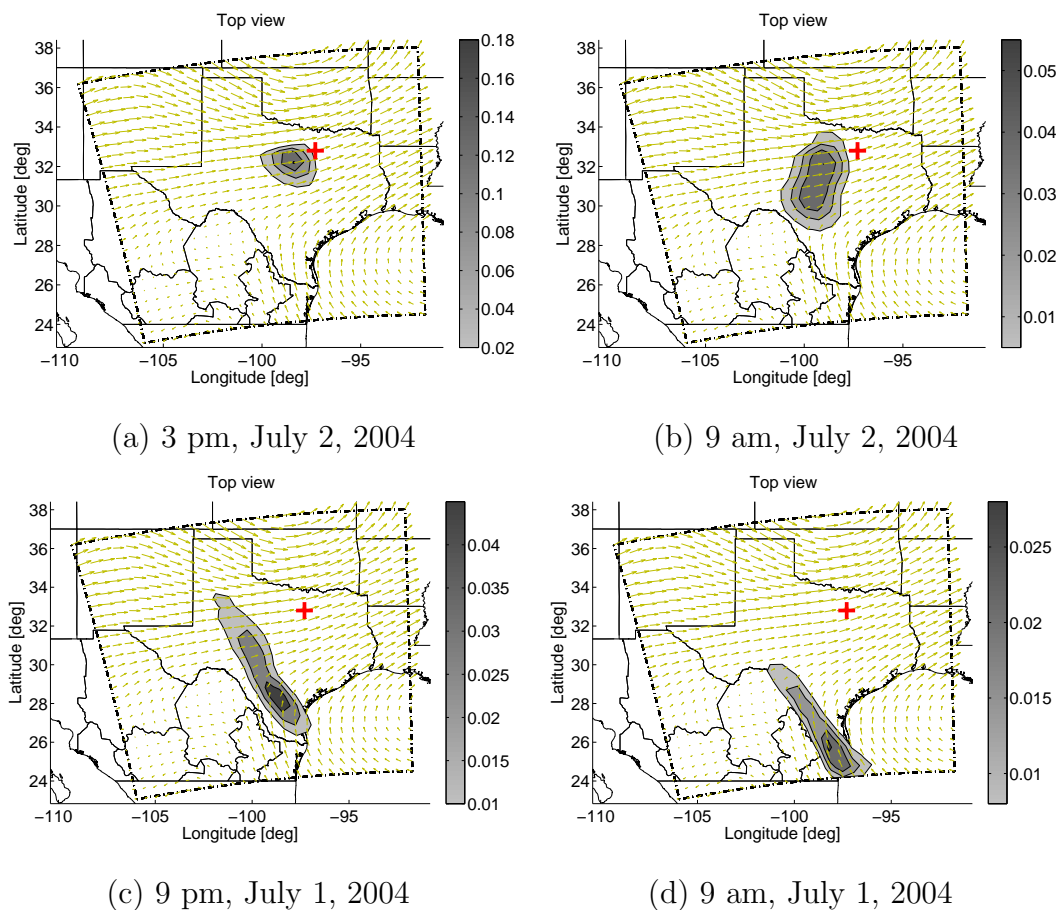 Top view
38
36
34
32
30
28
26
24
Latitude [deg]
−110 −105 −100 −95
Longitude [deg]
0.18
0.16
0.14
0.12
0.10
0.08
0.06
0.04
0.02
(a) 3 pm, July 2, 2004
Top view
38
36
34
32
30
28
26
24
Latitude [deg]
−110 −105 −100 −95
Longitude [deg]
0.05
0.04
0.03
0.02
0.01
(b) 9 am, July 2, 2004
Top view
38
36
34
32
30
28
26
24
Latitude [deg]
−110 −105 −100 −95
Longitude [deg]
0.04
0.035
0.030
0.022
0.020
0.015
0.01
(c) 9 pm, July 1, 2004
Top view
38
36
34
32
30
28
26
24
Latitude [deg]
−110 −105 −100 −95
Longitude [deg]
0.025
0.02
0.015
0.01
(d) 9 am, July 1, 2004